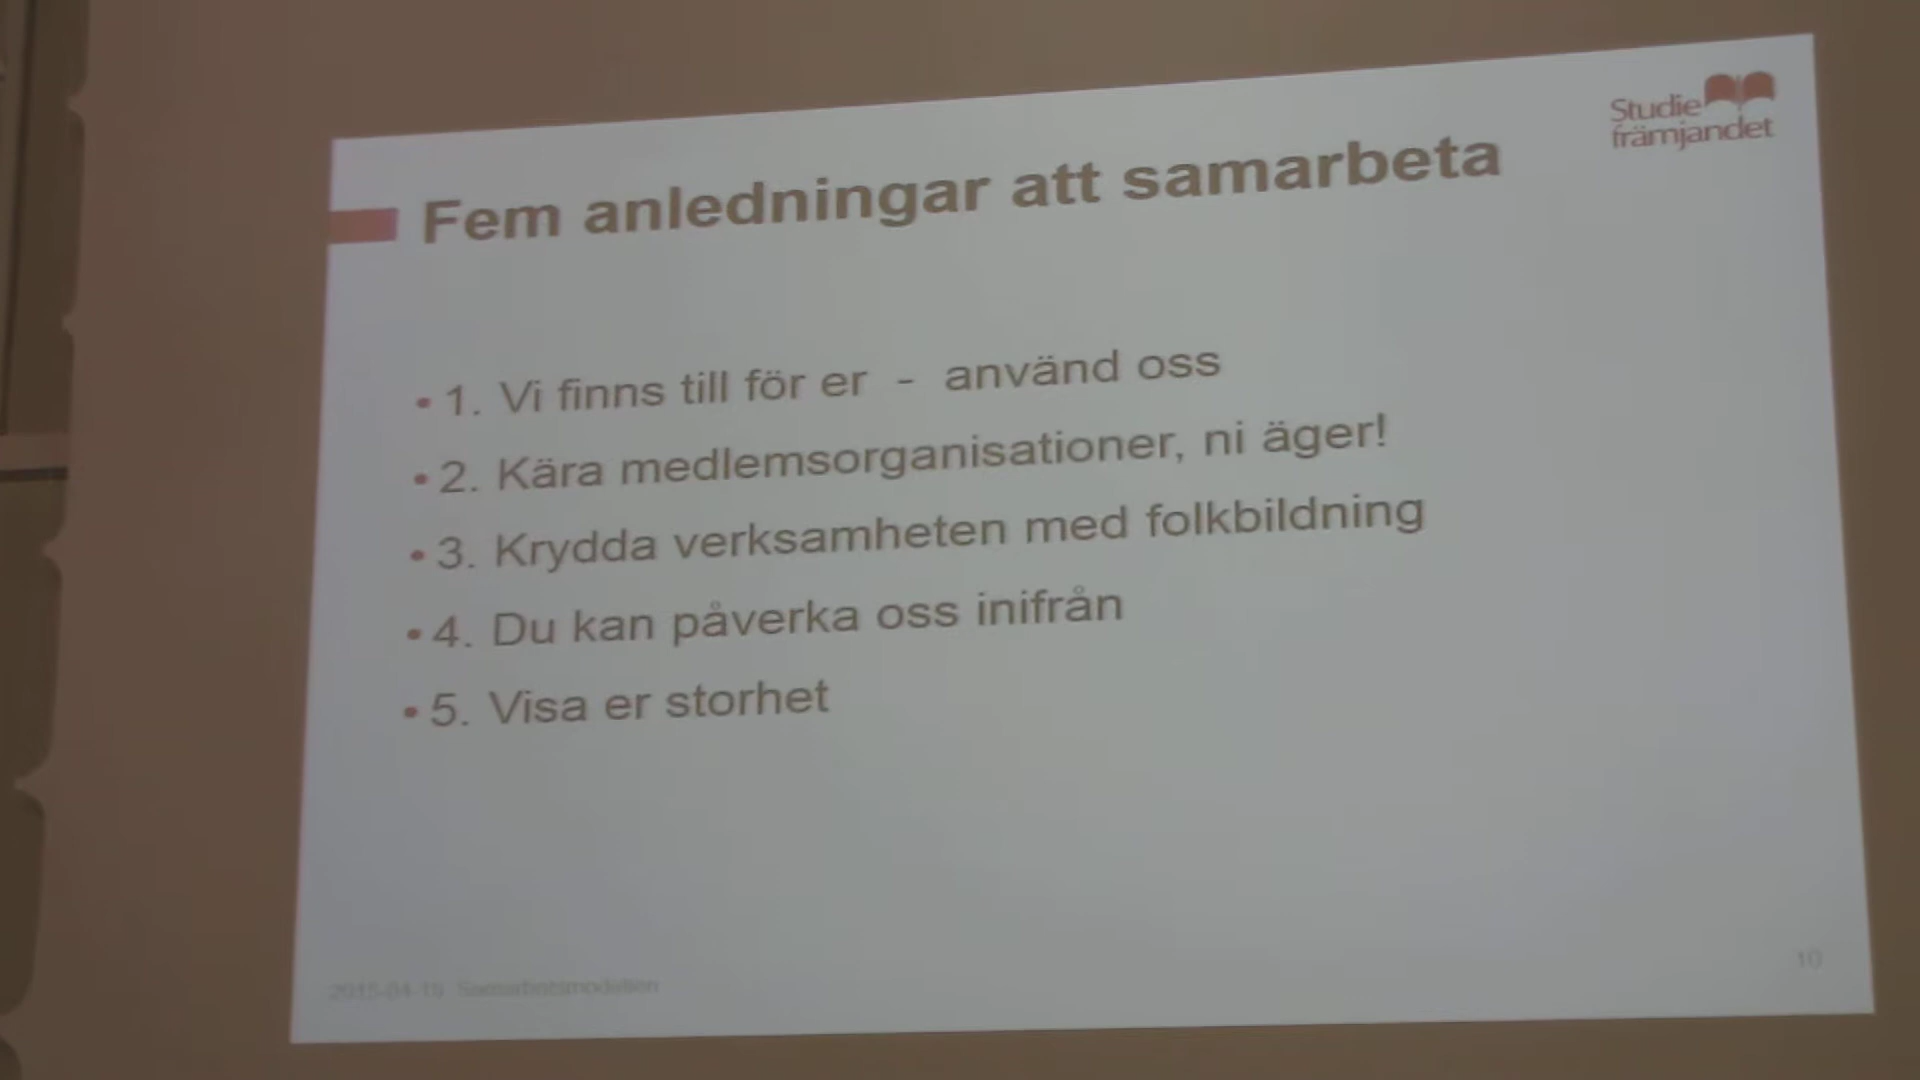 Studie
främjandet
Fem anledningar att samarbeta
• 1. Vi finns till för er - använd oss
• 2. Kära medlemsorganisationer, ni äger!
• 3. Krydda verksamheten med folkbildning
• 4. Du kan påverka oss inifrån
• 5. Visa er storhet
Samarbetsmodellen
10